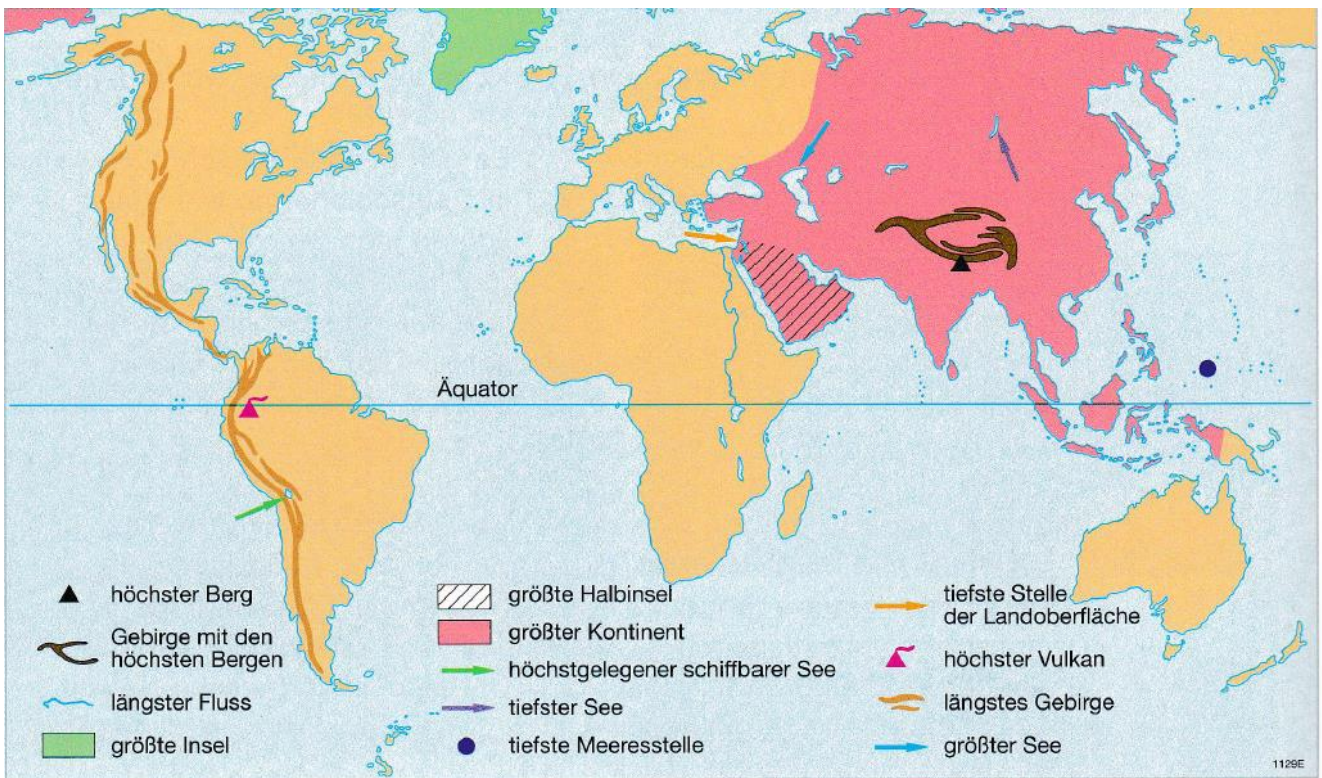 Äquator
höchster Berg
Gebirge mit den
höchsten Bergen
längster Fluss
größte Insel
größte Halbinsel
größter Kontinent
höchstgelegener schiffbarer See
tiefster See
tiefste Meeresstelle
tiefste Stelle
der Landoberfläche
höchster Vulkan
längstes Gebirge
größter See
1129E